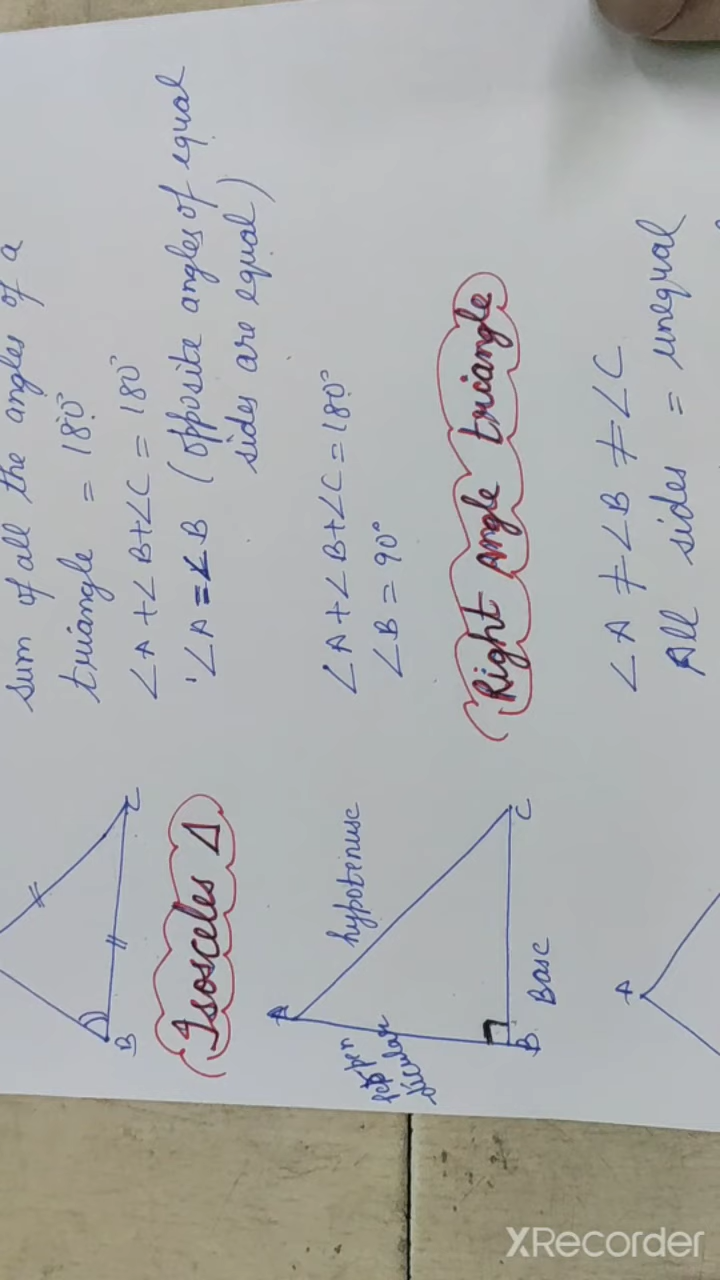 sum of all the angles of a
triangle = 180°
∠A + ∠B + ∠C = 180°
∠A = ∠B (opposite angles of equal
sides are equal)
B
C
Isosceles Δ
∠A + ∠B + ∠C = 180°
∠B = 90°
A
hypotenuse
B
Base
C
Right Angle triangle
∠A ≠ ∠B ≠ ∠C
All sides = unequal
A
XRecorder